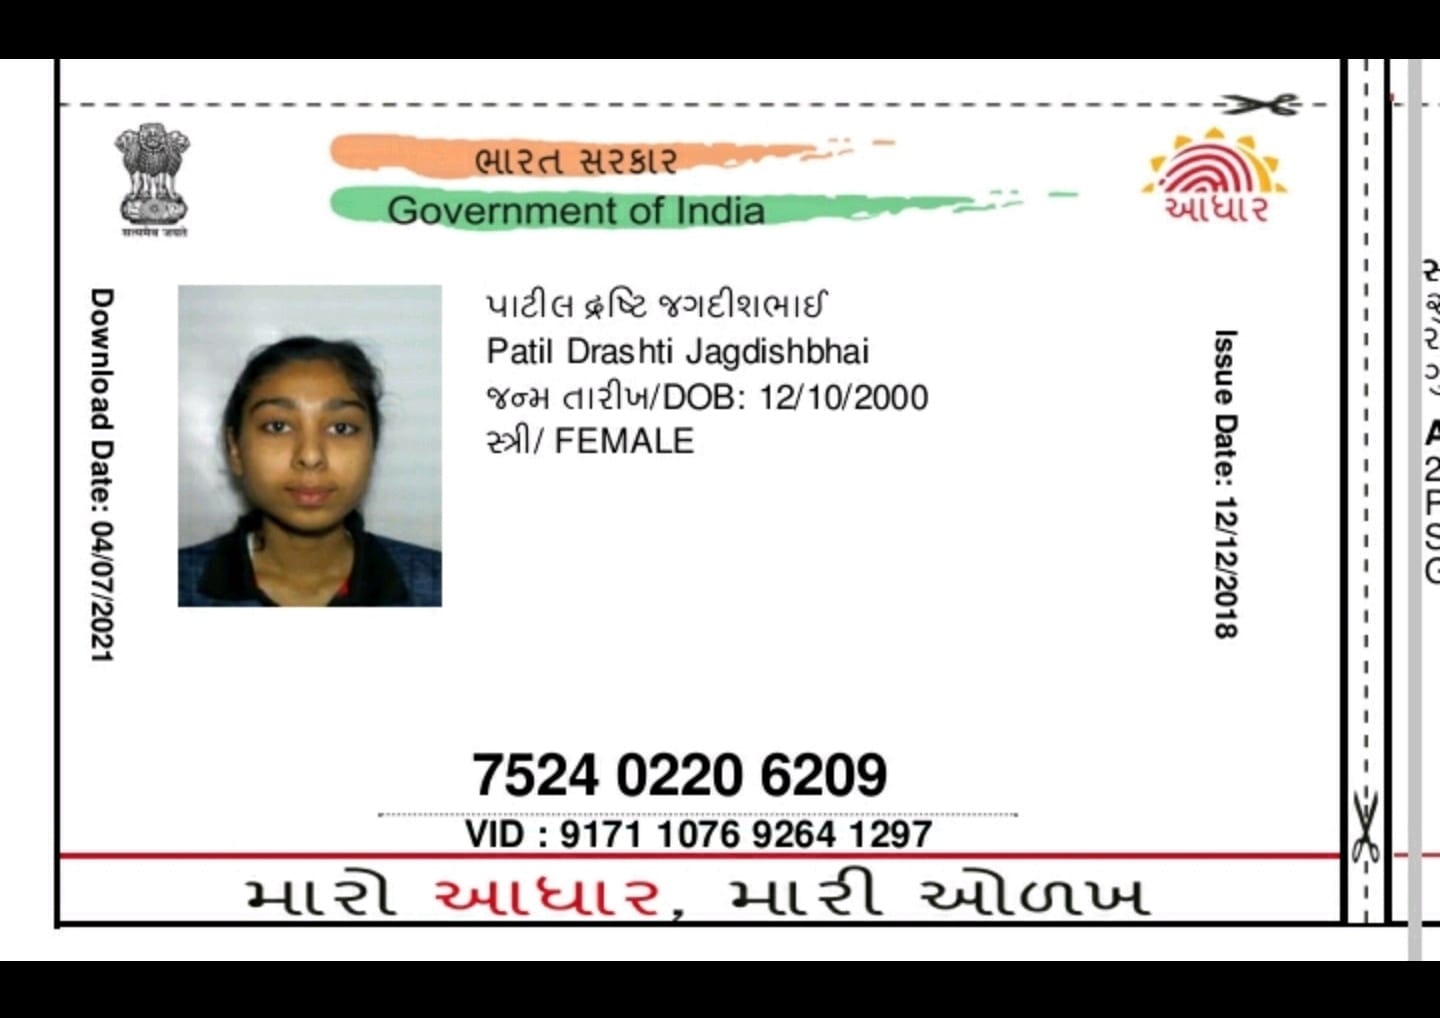 ભારત સરકાર
Government of India
सत्यमेव जयते
આધાર
Download Date: 04/07/2021
પાટીલ દ્રષ્ટિ જગદીશભાઈ
Patil Drashti Jagdishbhai
જન્મ તારીખ/DOB: 12/10/2000
સ્ત્રી/ FEMALE
Issue Date: 12/12/2018
7524 0220 6209
VID : 9171 1076 9264 1297
મારો આધાર, મારી ઓળખ